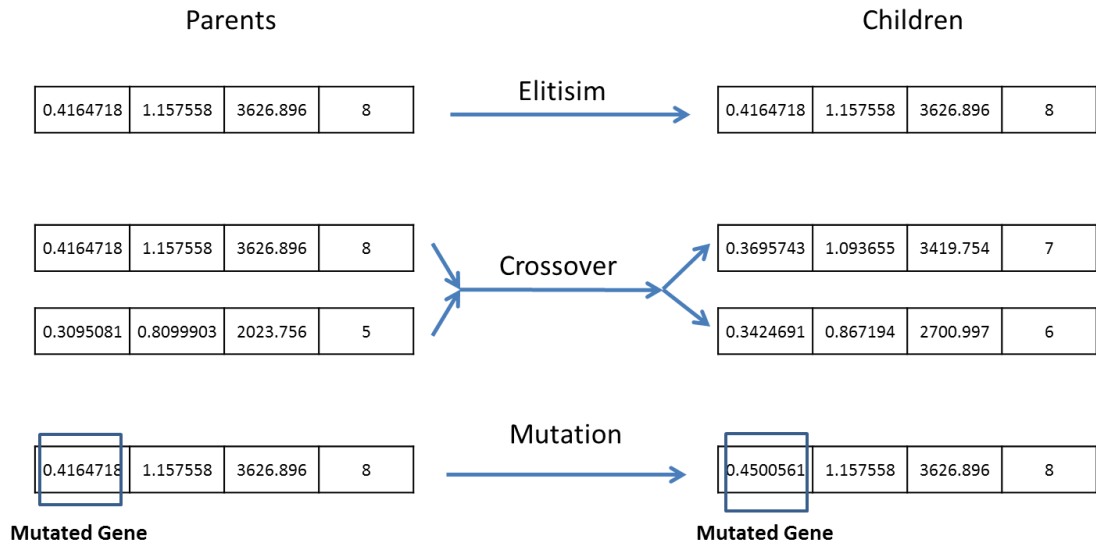 Parents Children
0.4164718 1.157558 3626.896 8 Elitisim 0.4164718 1.157558 3626.896 8
0.4164718 1.157558 3626.896 8 0.3695743 1.093655 3419.754 7
Crossover
0.3095081 0.8099903 2023.756 5 0.3424691 0.867194 2700.997 6
Mutation
0.4164718 1.157558 3626.896 8 0.4500561 1.157558 3626.896 8
Mutated Gene Mutated Gene